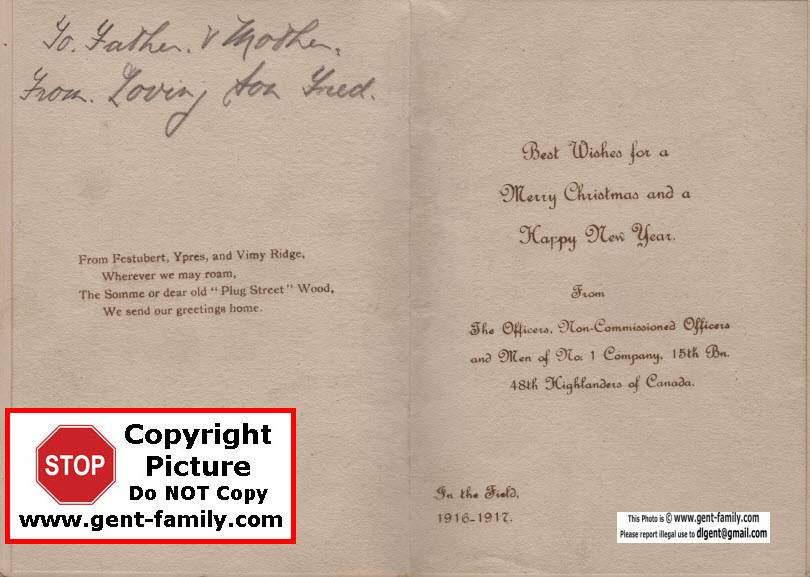 To. Father. & Mother.
From. Loving Son Fred.
From Festubert, Ypres, and Vimy Ridge,
Wherever we may roam,
The Somme or dear old "Plug Street" Wood,
We send our greetings home.
STOP
Copyright
Picture
Do NOT Copy
www.gent-family.com
Best Wishes for a
Merry Christmas and a
Happy New Year.
From
The Officers, Non-Commissioned Officers
and Men of No: 1 Company, 15th Bn.
48th Highlanders of Canada.
In the Field,
1916-1917.
This Photo is © www.gent-family.com
Please report illegal use to dlgent@gmail.com